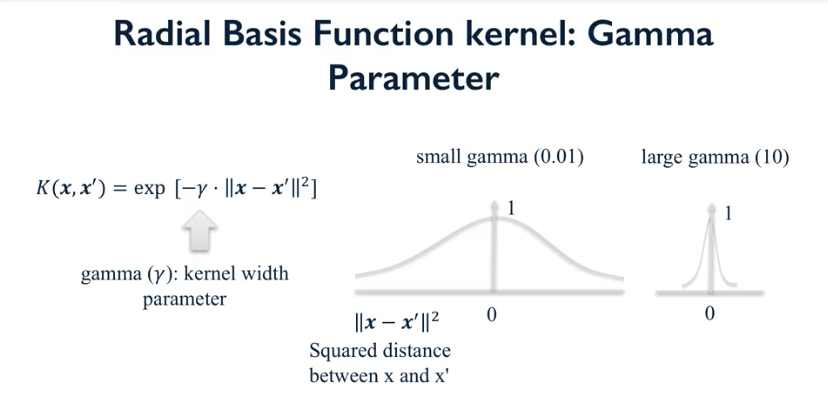 Radial Basis Function kernel: Gamma
Parameter
small gamma (0.01)
large gamma (10)
K(x, x′) = exp [−γ · ‖x − x′‖²]
1
1
gamma (γ): kernel width
parameter
‖x − x′‖²
0
0
Squared distance
between x and x'